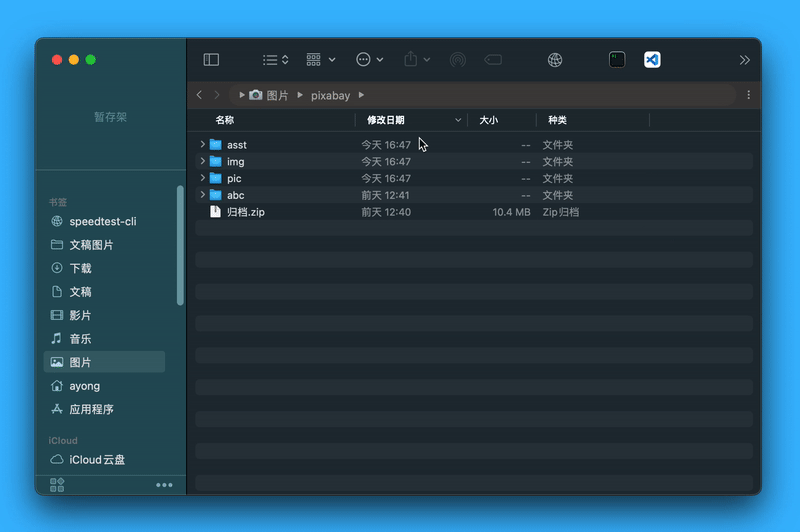 暂存架
书签
speedtest-cli
文稿图片
下载
文稿
影片
音乐
图片
ayong
应用程序
iCloud
iCloud云盘
图片 pixabay
名称 修改日期 大小 种类
asst 今天 16:47 -- 文件夹
img 今天 16:47 -- 文件夹
pic 今天 16:47 -- 文件夹
abc 前天 12:41 -- 文件夹
归档.zip 前天 12:40 10.4 MB Zip归档